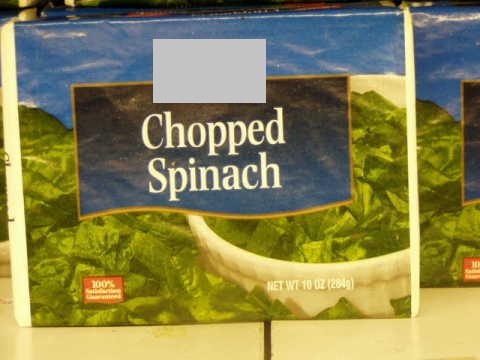 Chopped
Spinach
100%
Satisfaction
Guaranteed
NET WT 10 OZ (284g)